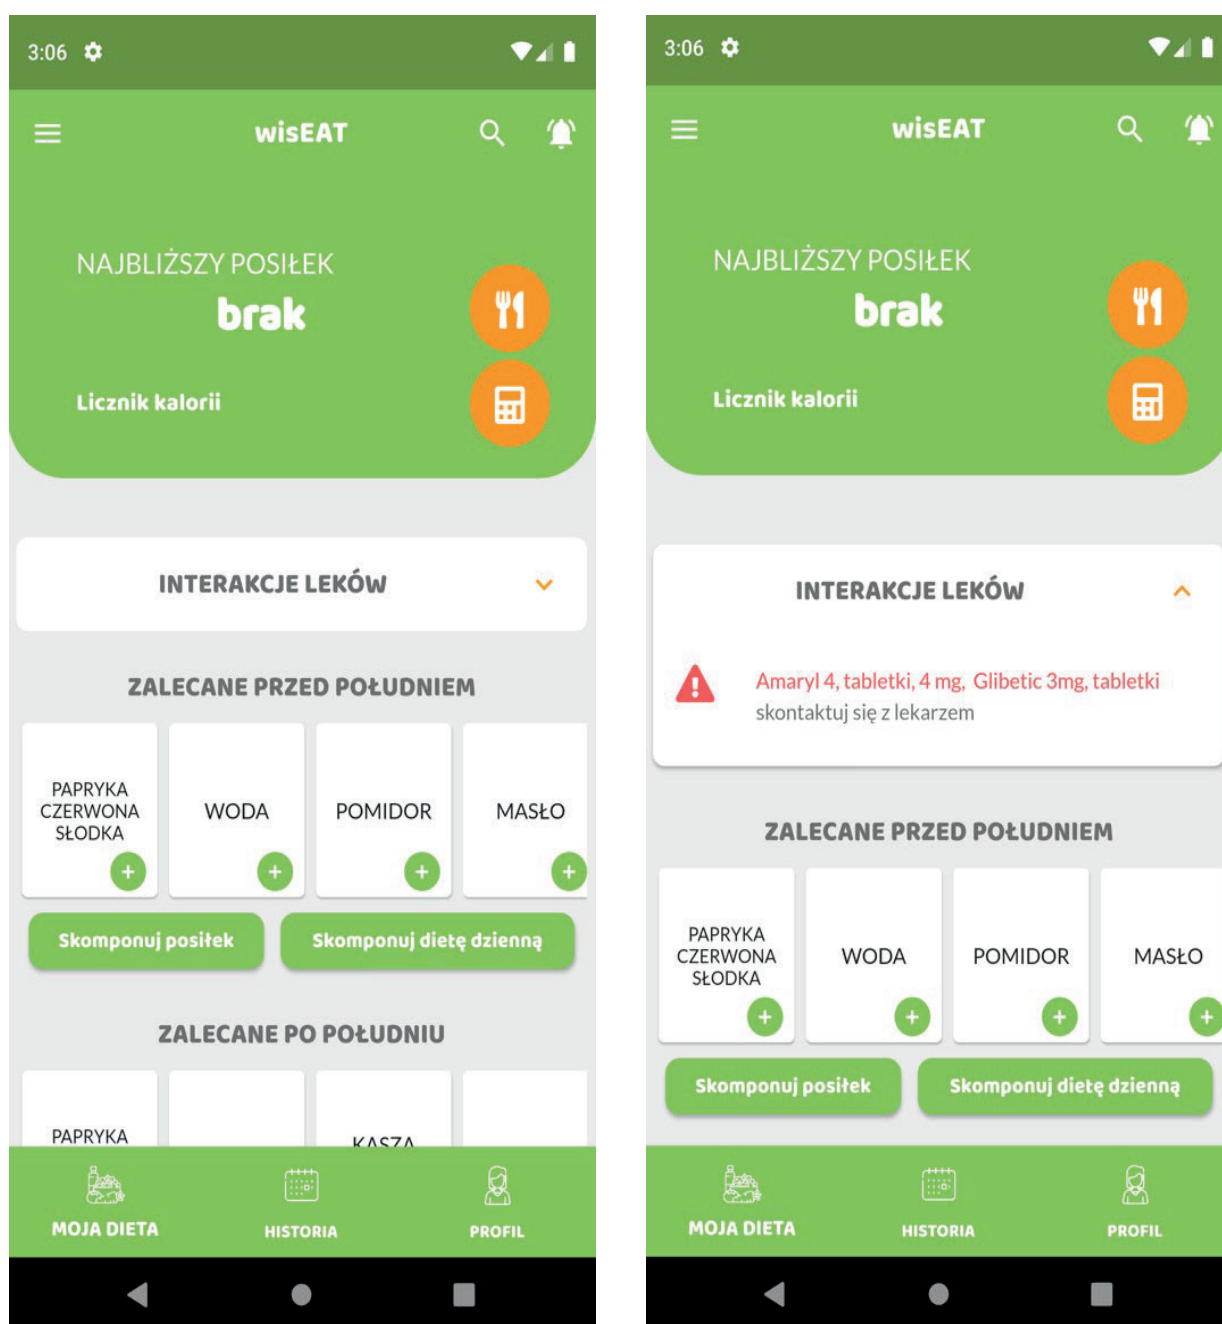 3:06
wisEAT
NAJBLIŻSZY POSIŁEK
brak
Licznik kalorii
INTERAKCJE LEKÓW
ZALECANE PRZED POŁUDNIEM
PAPRYKA
CZERWONA
SŁODKA
WODA
POMIDOR
MASŁO
Skomponuj posiłek
Skomponuj dietę dzienną
ZALECANE PO POŁUDNIU
PAPRYKA
KASZA
MOJA DIETA
HISTORIA
PROFIL
3:06
wisEAT
NAJBLIŻSZY POSIŁEK
brak
Licznik kalorii
INTERAKCJE LEKÓW
Amaryl 4, tabletki, 4 mg, Glibetic 3mg, tabletki
skontaktuj się z lekarzem
ZALECANE PRZED POŁUDNIEM
PAPRYKA
CZERWONA
SŁODKA
WODA
POMIDOR
MASŁO
Skomponuj posiłek
Skomponuj dietę dzienną
MOJA DIETA
HISTORIA
PROFIL